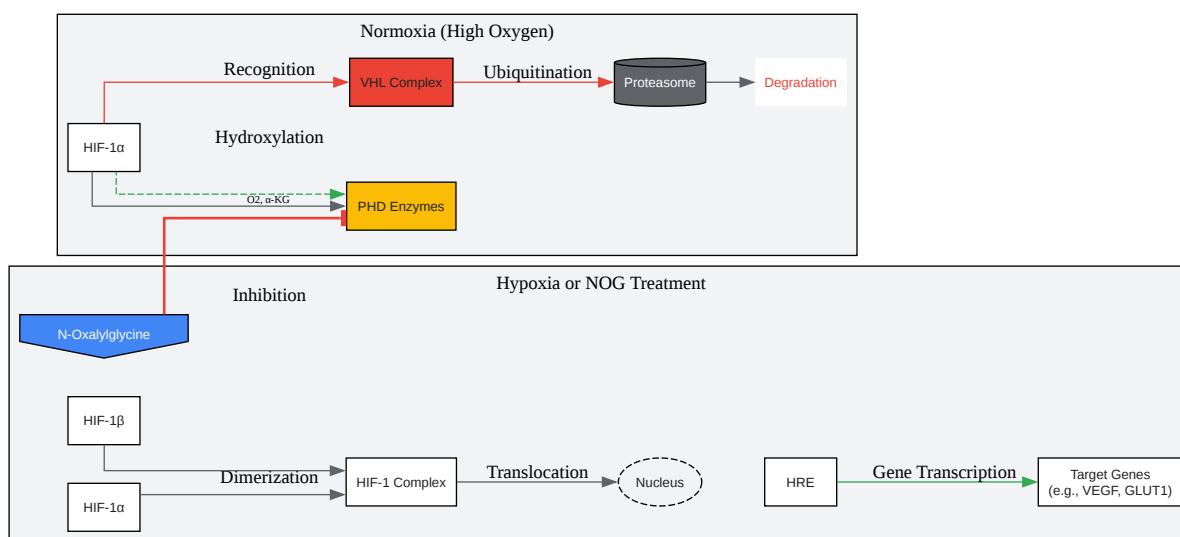 Normoxia (High Oxygen)
Recognition
VHL Complex
Ubiquitination
Proteasome
Degradation
HIF-1α
Hydroxylation
O2, α-KG
PHD Enzymes
Hypoxia or NOG Treatment
Inhibition
N-Oxalylglycine
HIF-1β
HIF-1α
Dimerization
HIF-1 Complex
Translocation
Nucleus
HRE
Gene Transcription
Target Genes
(e.g., VEGF, GLUT1)